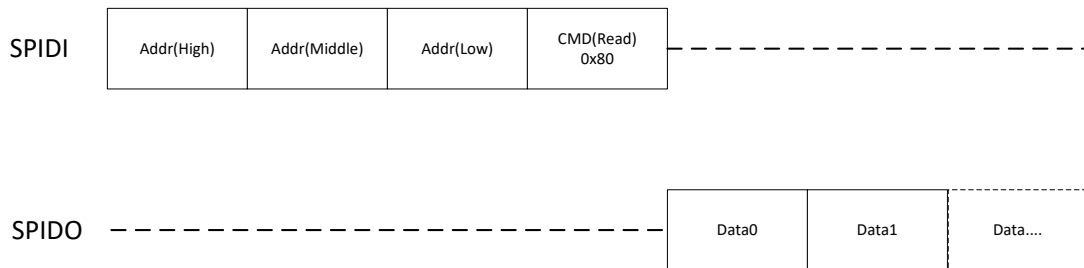 SPIDI
Addr(High)
Addr(Middle)
Addr(Low)
CMD(Read)
0x80
SPIDO
Data0
Data1
Data....